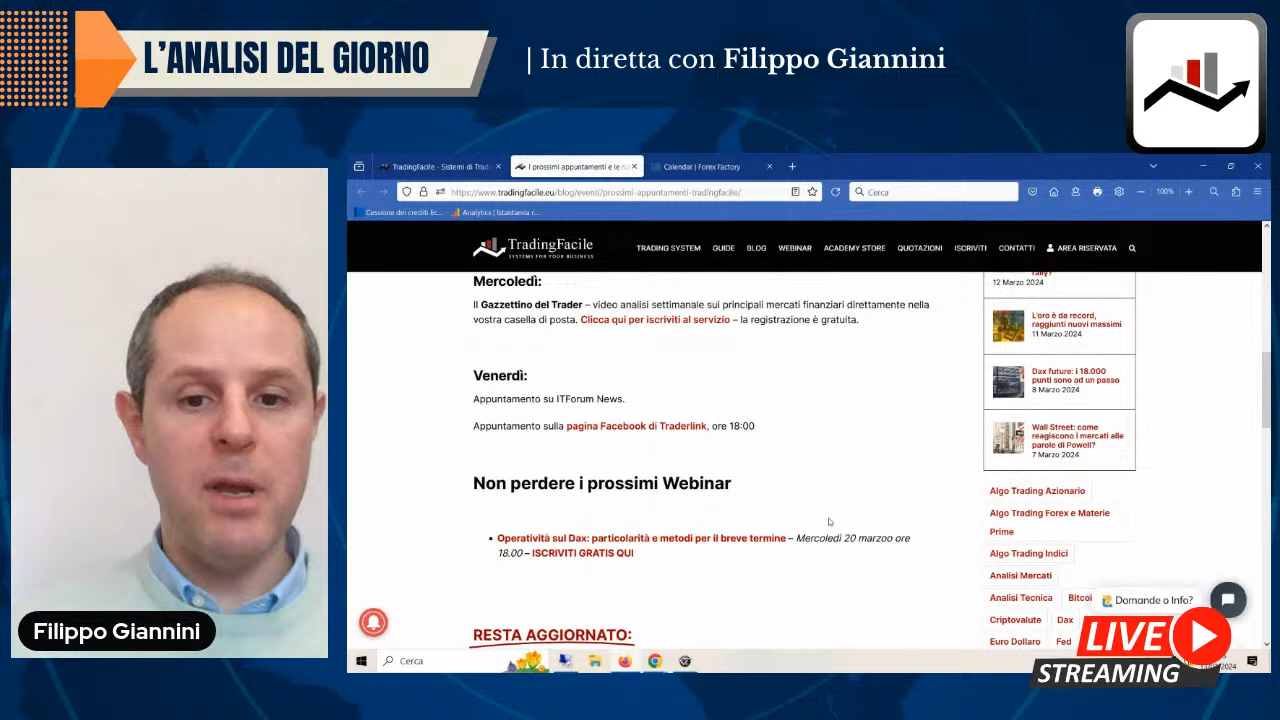 L'ANALISI DEL GIORNO
| In diretta con Filippo Giannini
TradingFacile - Sistemi di Tradi
I prossimi appuntamenti e le nu
Calendar | Forex Factory
https://www.tradingfacile.eu/blog/eventi/prossimi-appuntamenti-tradingfacile/
100%
Cerca
Cessione dei crediti Ec...
Analytics | Istantanea r...
TradingFacile
SYSTEMS FOR YOUR BUSINESS
TRADING SYSTEM
GUIDE
BLOG
WEBINAR
ACADEMY STORE
QUOTAZIONI
ISCRIVITI
CONTATTI
AREA RISERVATA
Mercoledì:
Il Gazzettino del Trader – video analisi settimanale sui principali mercati finanziari direttamente nella
vostra casella di posta. Clicca qui per iscriviti al servizio – la registrazione è gratuita.
Venerdì:
Appuntamento su ITForum News.
Appuntamento sulla pagina Facebook di Traderlink, ore 18:00
Non perdere i prossimi Webinar
• Operatività sul Dax: particolarità e metodi per il breve termine – Mercoledì 20 marzoo ore
18.00 – ISCRIVITI GRATIS QUI
RESTA AGGIORNATO:
rally?
12 Marzo 2024
L'oro è da record,
raggiunti nuovi massimi
11 Marzo 2024
Dax future: i 18.000
punti sono ad un passo
8 Marzo 2024
Wall Street: come
reagiscono i mercati alle
parole di Powell?
7 Marzo 2024
Algo Trading Azionario
Algo Trading Forex e Materie
Prime
Algo Trading Indici
Analisi Mercati
Analisi Tecnica
Bitcoi
Criptovalute
Dax
Euro Dollaro
Fed
Domande o Info?
Filippo Giannini
Cerca
LIVE
STREAMING